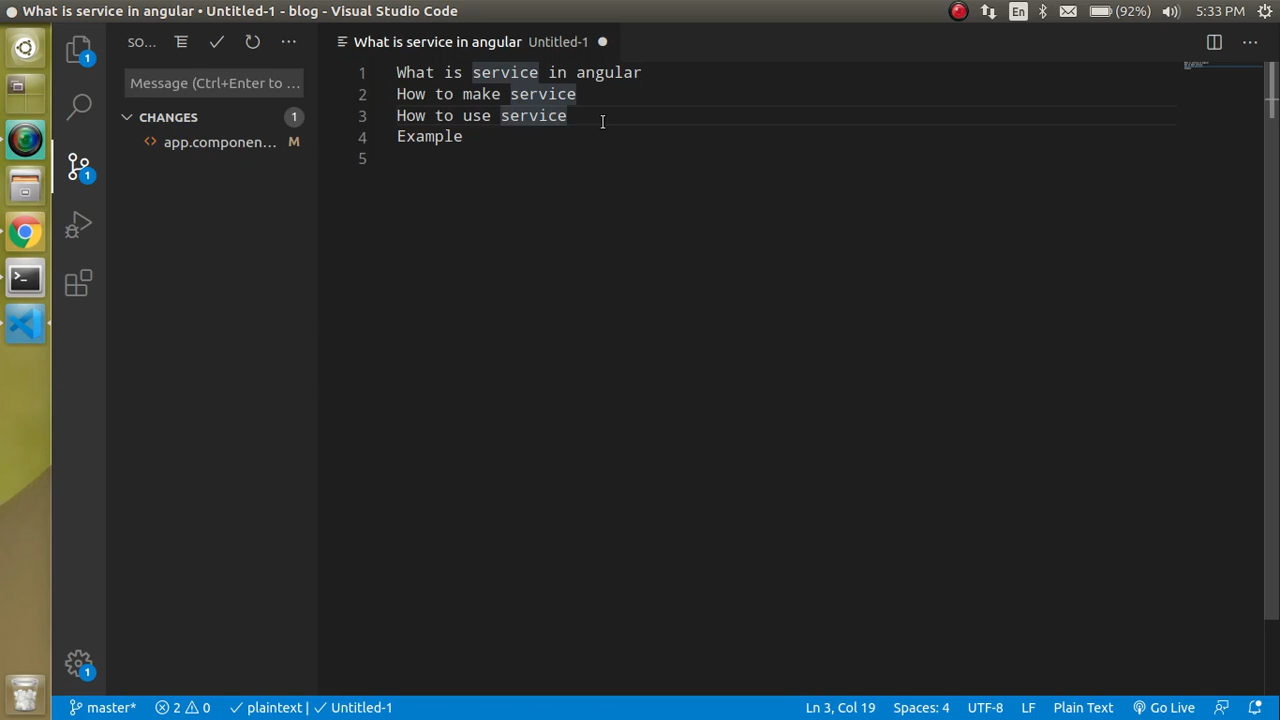 What is service in angular • Untitled-1 - blog - Visual Studio Code
En
(92%)
5:33 PM
SO...
What is service in angular Untitled-1
Message (Ctrl+Enter to ...
CHANGES
1
app.componen...
M
1 What is service in angular
2 How to make service
3 How to use service
4 Example
5
1
1
1
master*
2
0
plaintext |
Untitled-1
Ln 3, Col 19
Spaces: 4
UTF-8
LF
Plain Text
Go Live